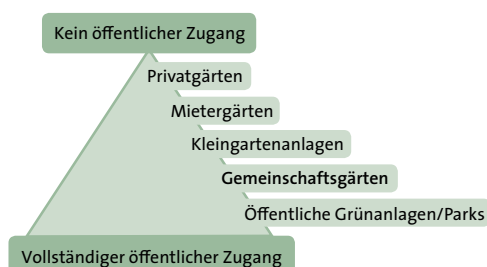 Kein öffentlicher Zugang
Privatgärten
Mietergärten
Kleingartenanlagen
Gemeinschaftsgärten
Öffentliche Grünanlagen/Parks
Vollständiger öffentlicher Zugang